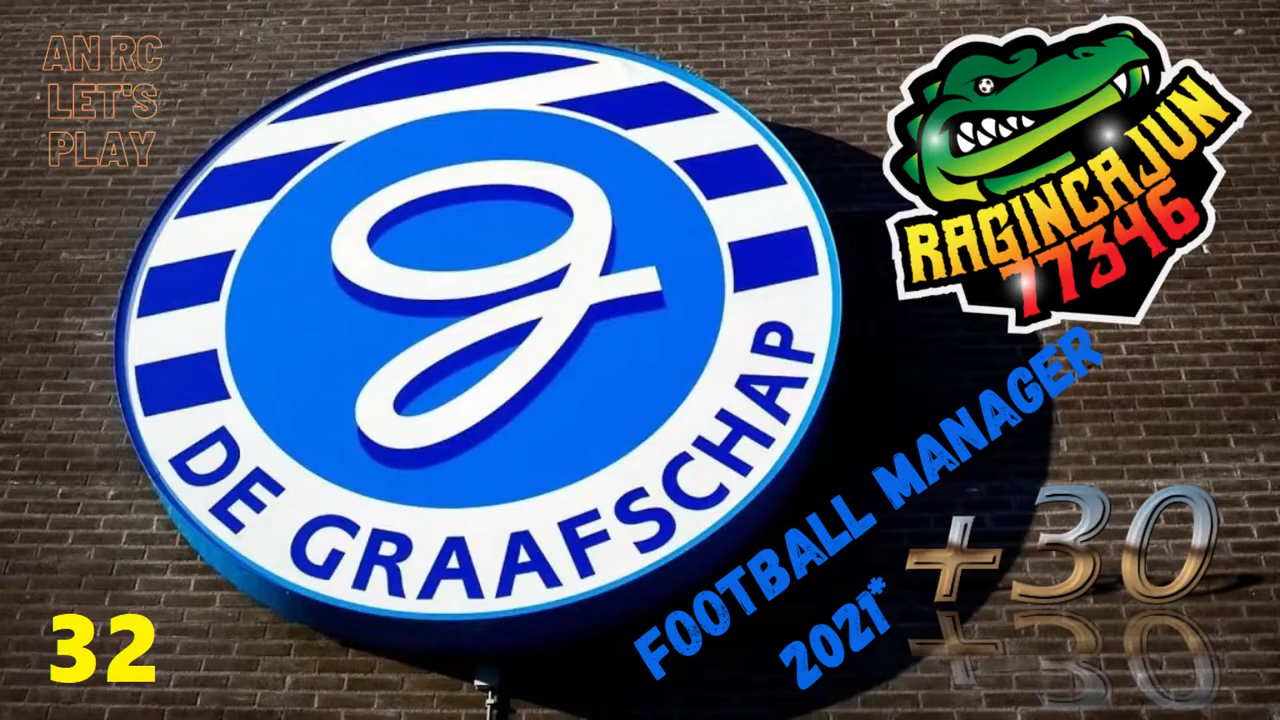 AN RC
LET'S
PLAY
g
DE GRAAFSCHAP
RAGINCAJUN
77346
FOOTBALL MANAGER
2021*
+30
32